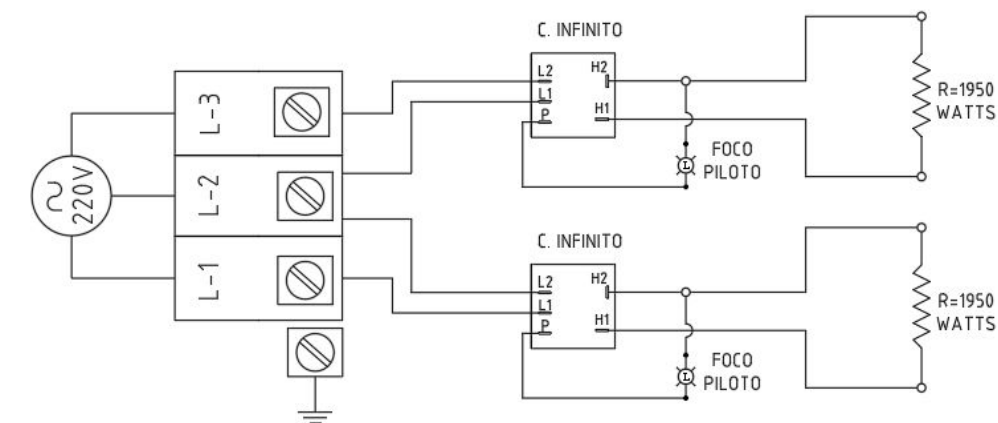 220V
L-3
L-2
L-1
C. INFINITO
L2
L1
P
H2
H1
FOCO
PILOTO
L
R=1950
WATTS
C. INFINITO
L2
L1
P
H2
H1
FOCO
PILOTO
L
R=1950
WATTS